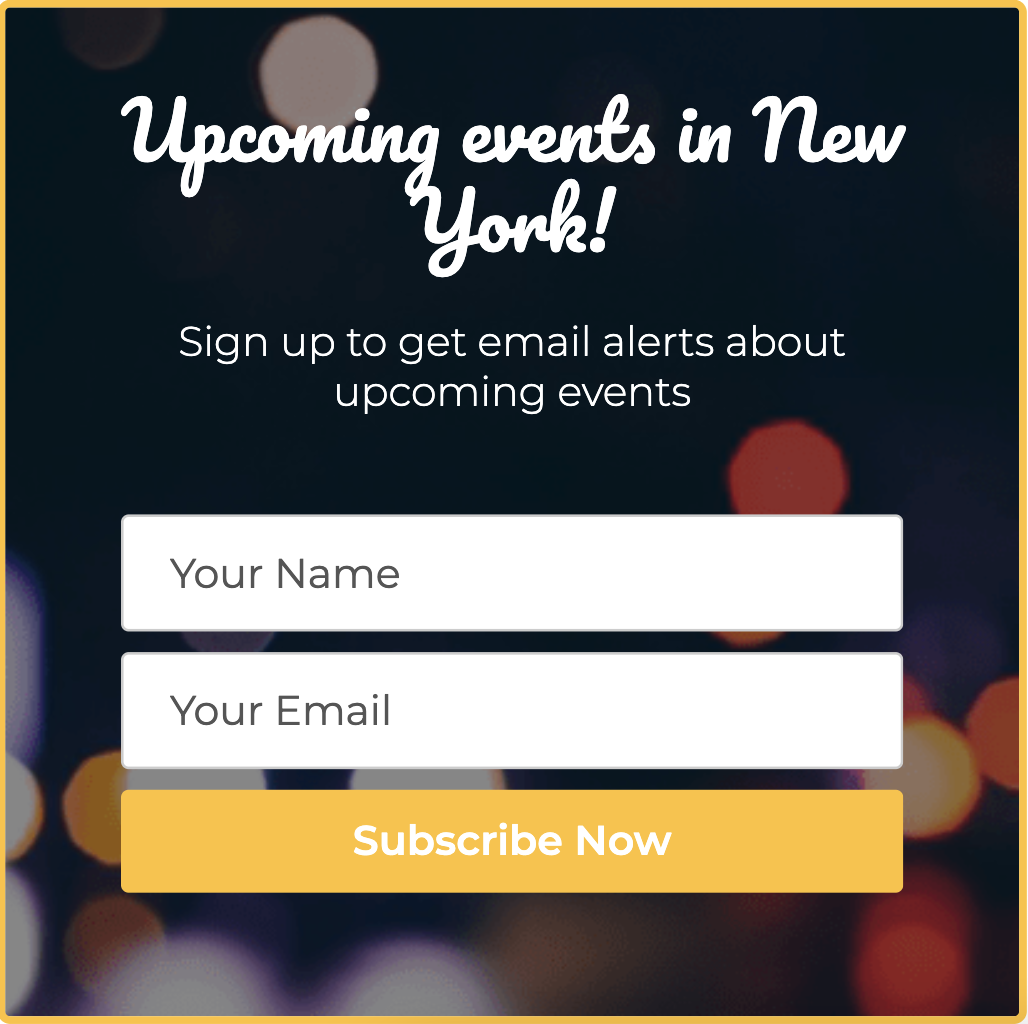 Upcoming events in New
York!
Sign up to get email alerts about
upcoming events
Your Name
Your Email
Subscribe Now